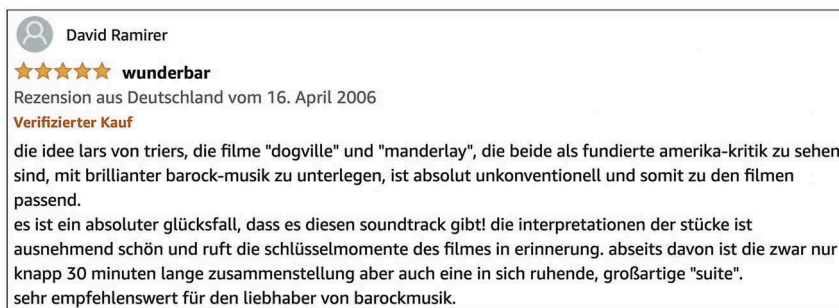 David Ramirer
wunderbar
Rezension aus Deutschland vom 16. April 2006
Verifizierter Kauf
die idee lars von triers, die filme "dogville" und "manderlay", die beide als fundierte amerika-kritik zu sehen
sind, mit brillianter barock-musik zu unterlegen, ist absolut unkonventionell und somit zu den filmen
passend.
es ist ein absoluter glücksfall, dass es diesen soundtrack gibt! die interpretationen der stücke ist
ausnehmend schön und ruft die schlüsselmomente des filmes in erinnerung. abseits davon ist die zwar nur
knapp 30 minuten lange zusammenstellung aber auch eine in sich ruhende, großartige "suite".
sehr empfehlenswert für den liebhaber von barockmusik.